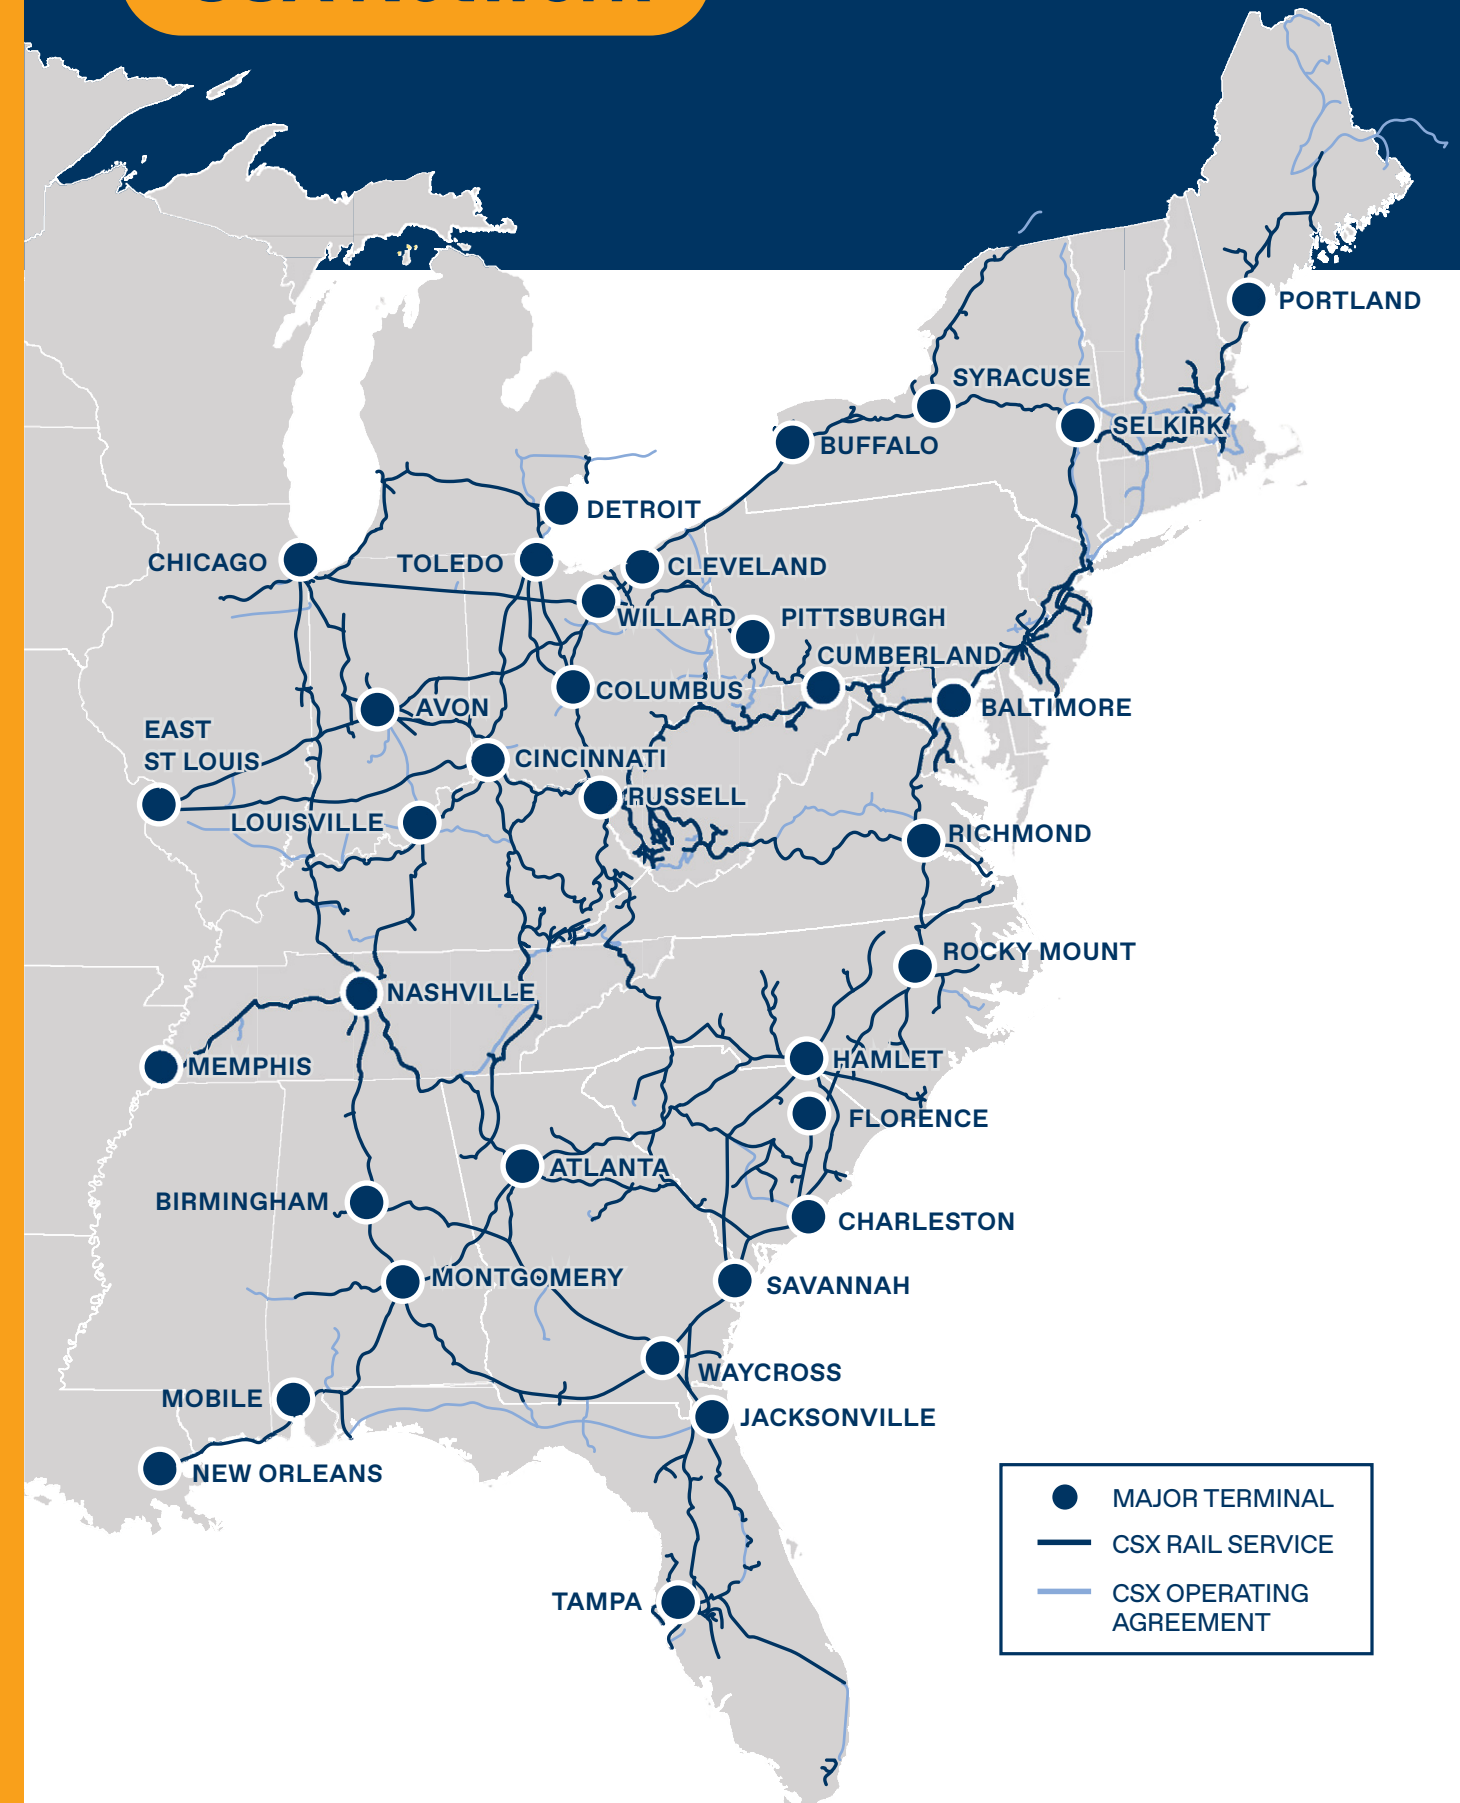 PORTLAND
SYRACUSE
SELKIRK
BUFFALO
DETROIT
CHICAGO
TOLEDO
CLEVELAND
WILLARD
PITTSBURGH
CUMBERLAND
COLUMBUS
AVON
BALTIMORE
EAST
ST LOUIS
CINCINNATI
RUSSELL
LOUISVILLE
RICHMOND
ROCKY MOUNT
NASHVILLE
HAMLET
MEMPHIS
FLORENCE
ATLANTA
BIRMINGHAM
CHARLESTON
MONTGOMERY
SAVANNAH
WAYCROSS
MOBILE
JACKSONVILLE
NEW ORLEANS
TAMPA
MAJOR TERMINAL
CSX RAIL SERVICE
CSX OPERATING
AGREEMENT